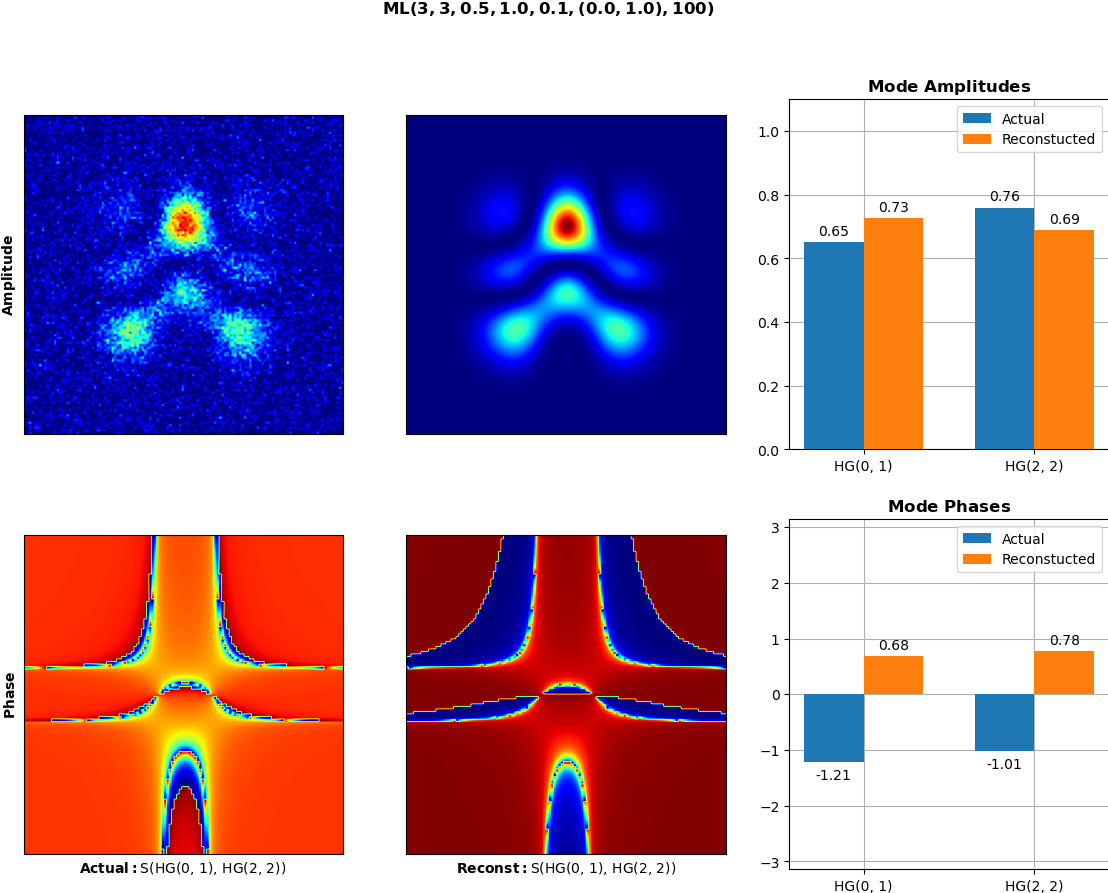 ML(3, 3, 0.5, 1.0, 0.1, (0.0, 1.0), 100)
Amplitude
Mode Amplitudes
Actual
Reconstucted
1.0
0.8
0.6
0.4
0.2
0.0
0.65
0.73
0.76
0.69
HG(0, 1)
HG(2, 2)
Phase
Actual: S(HG(0, 1), HG(2, 2))
Reconst: S(HG(0, 1), HG(2, 2))
Mode Phases
Actual
Reconstucted
3
2
1
0
−1
−2
−3
-1.21
0.68
-1.01
0.78
HG(0, 1)
HG(2, 2)